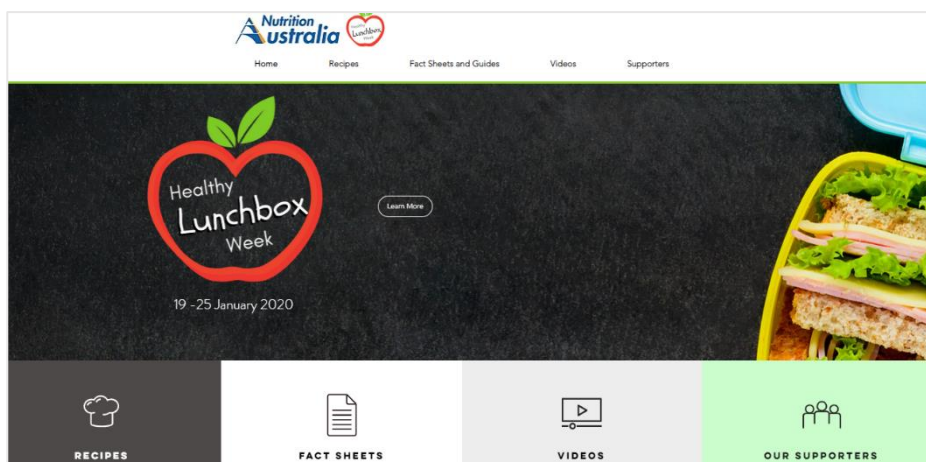 Nutrition
Australia
Healthy
Lunchbox
Week
Home Recipes Fact Sheets and Guides Videos Supporters
Healthy
Lunchbox
Week
Learn More
19 -25 January 2020
RECIPES FACT SHEETS VIDEOS OUR SUPPORTERS